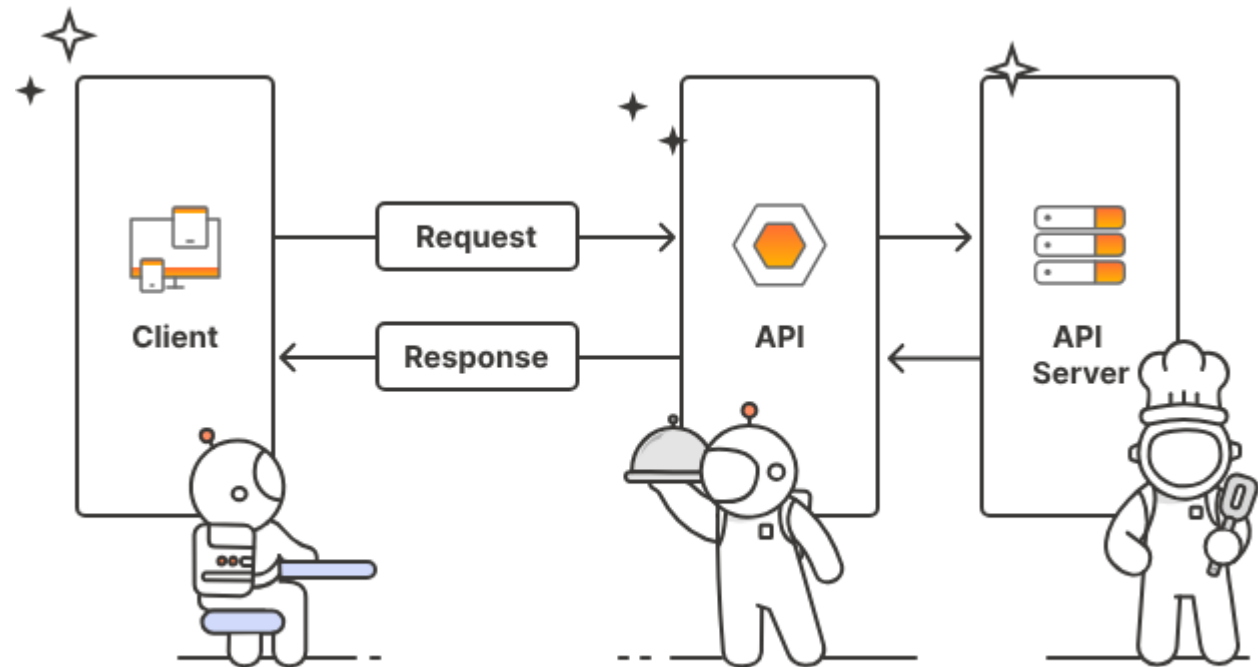 Request
Client
Response
API
API
Server